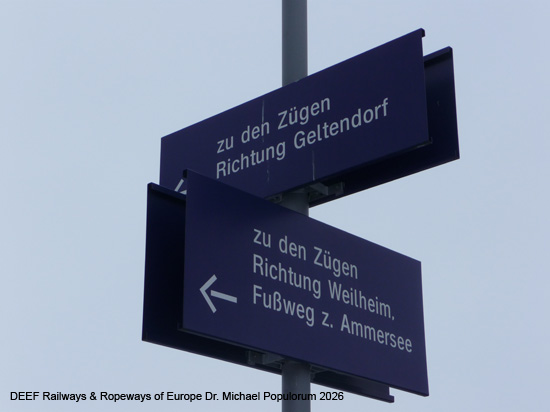 zu den Zügen
Richtung Geltendorf
zu den Zügen
Richtung Weilheim,
Fußweg z. Ammersee
DEEF Railways & Ropeways of Europe Dr. Michael Populorum 2026